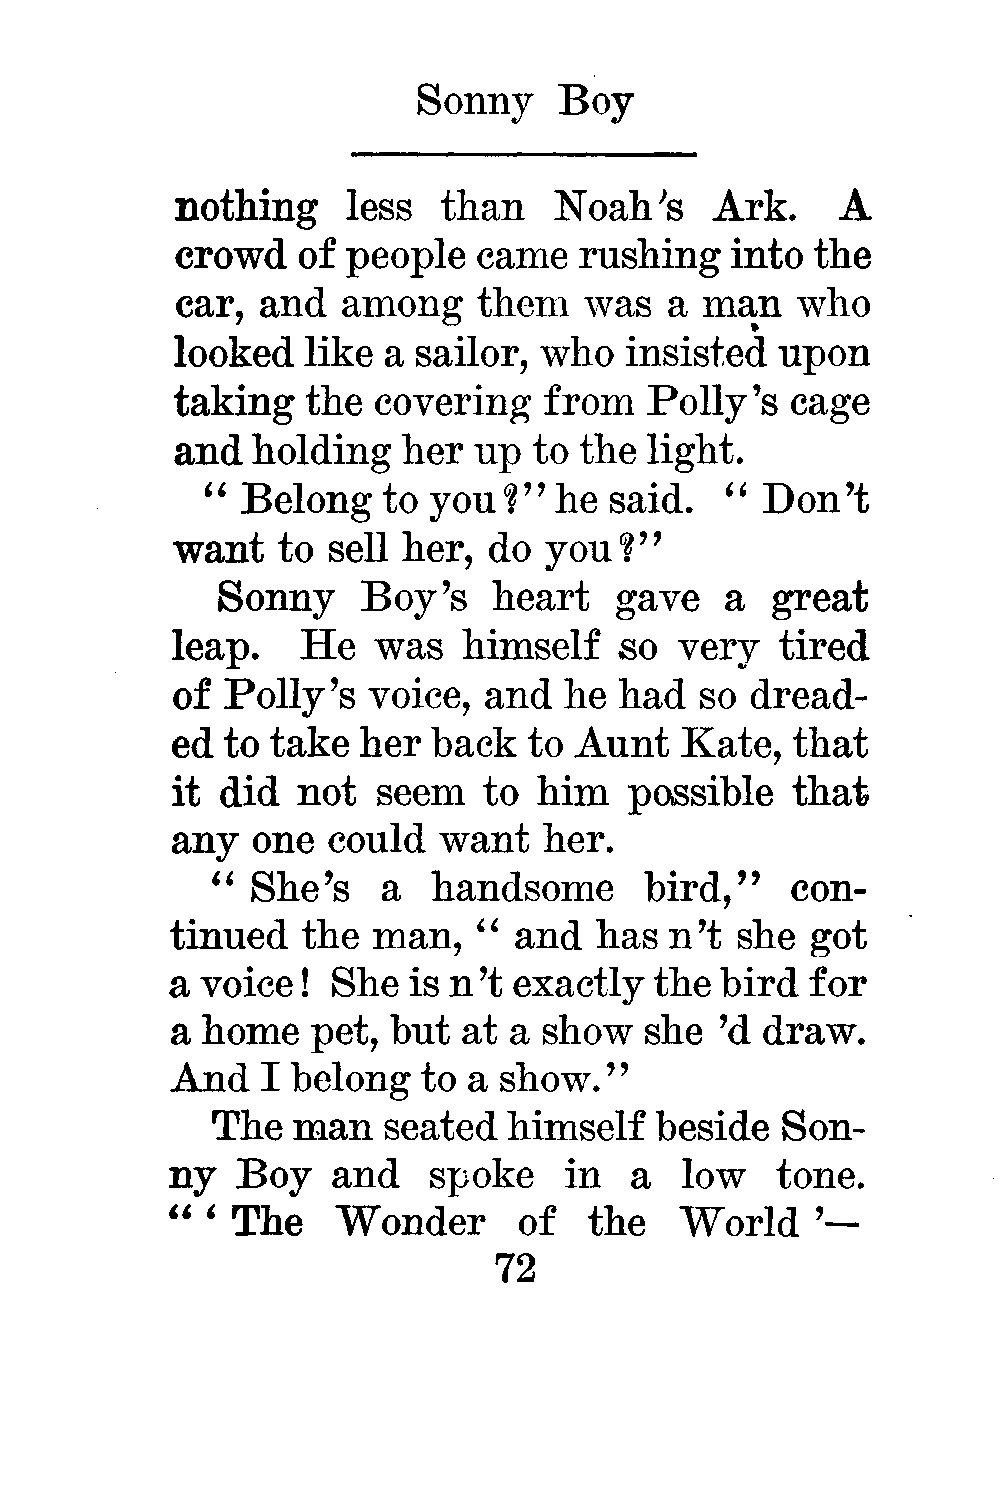 Sonny Boy
nothing less than Noah's Ark. A
crowd of people came rushing into the
car, and among them was a man who
looked like a sailor, who insisted upon
taking the covering from Polly's cage
and holding her up to the light.
" Belong to you?" he said. " Don't
want to sell her, do you?"
Sonny Boy's heart gave a great
leap. He was himself so very tired
of Polly's voice, and he had so dread-
ed to take her back to Aunt Kate, that
it did not seem to him possible that
any one could want her.
" She's a handsome bird," con-
tinued the man, " and has n't she got
a voice! She is n't exactly the bird for
a home pet, but at a show she 'd draw.
And I belong to a show."
The man seated himself beside Son-
ny Boy and spoke in a low tone.
" ' The Wonder of the World '—
72